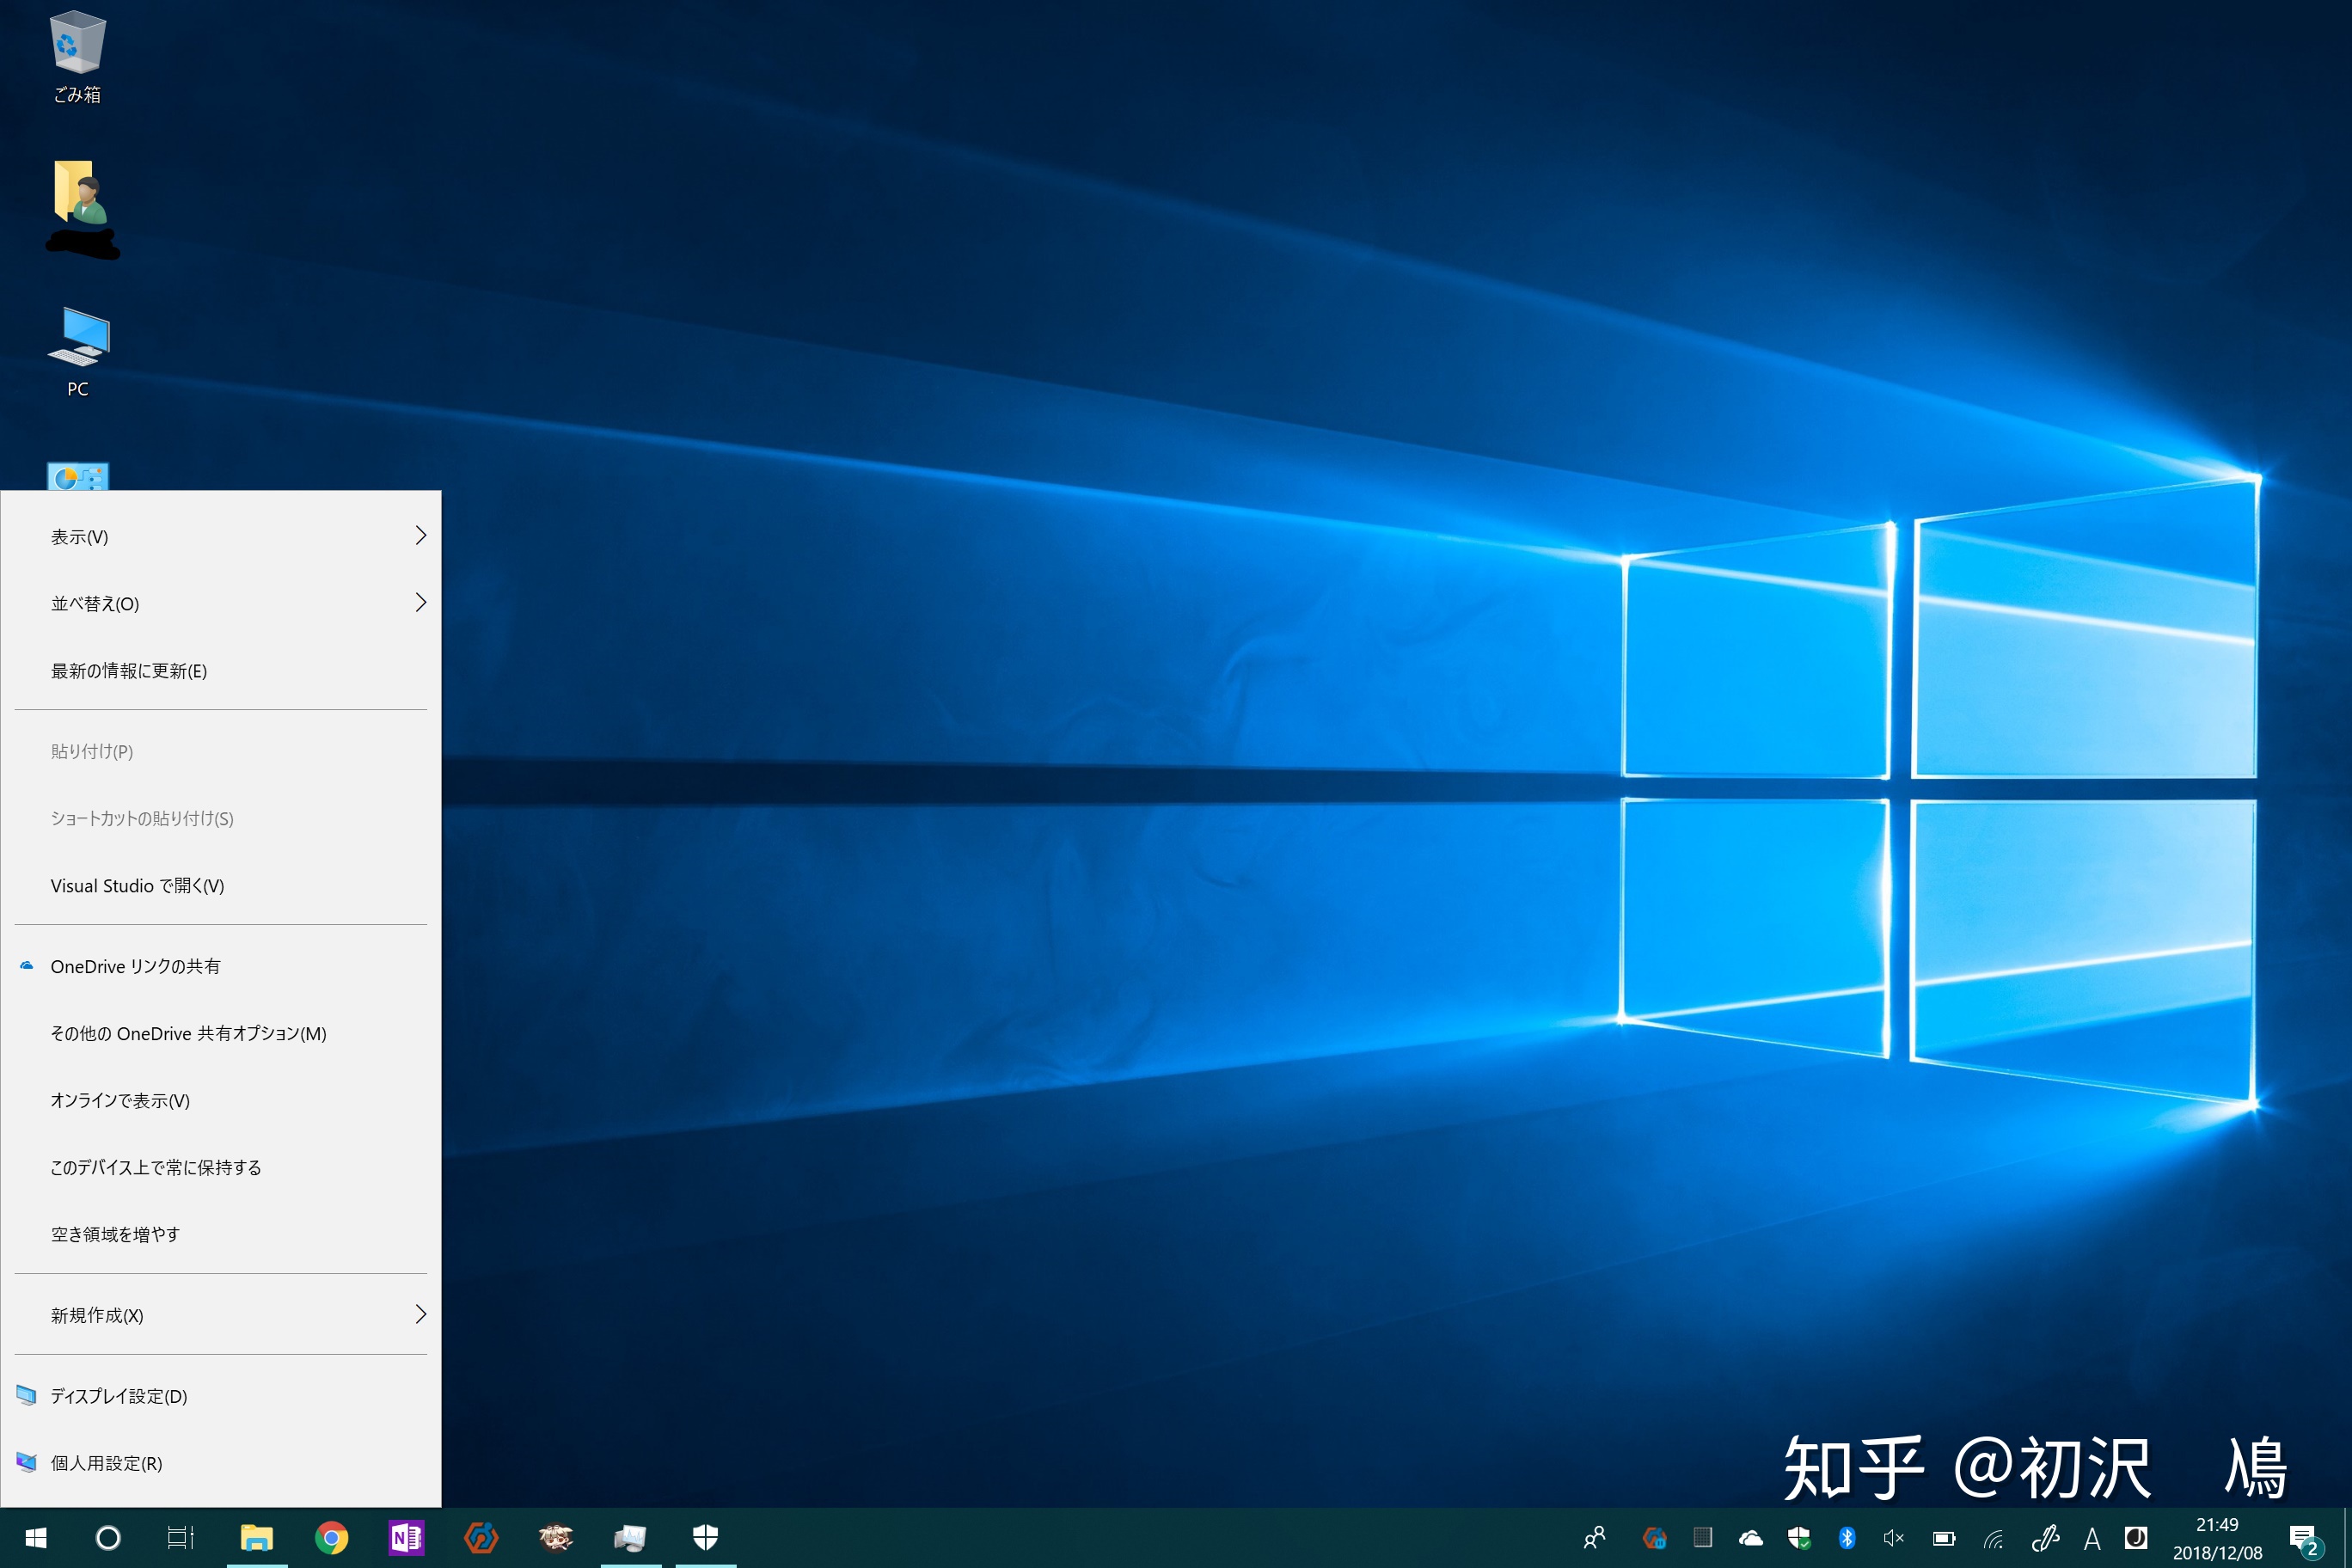 ごみ箱
PC
表示(V)
並べ替え(O)
最新の情報に更新(E)
貼り付け(P)
ショートカットの貼り付け(S)
Visual Studio で開く(V)
OneDrive リンクの共有
その他の OneDrive 共有オプション(M)
オンラインで表示(V)
このデバイス上で常に保持する
空き領域を増やす
新規作成(X)
ディスプレイ設定(D)
個人用設定(R)
知乎 @初沢 鳰
N
A
J
21:49
2018/12/08
2